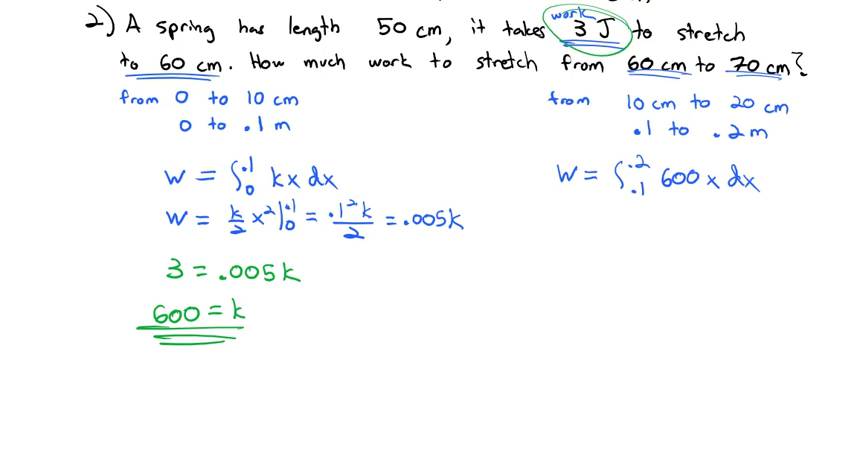 2) A spring has length 50 cm, it takes 3 J to stretch
work
to 60 cm. How much work to stretch from 60 cm to 70 cm?
from 0 to 10 cm
0 to .1 m
W = ∫₀^.1 kx dx
W = k/2 x² |₀^.1 = .1²k/2 = .005k
3 = .005k
600 = k
from 10 cm to 20 cm
.1 to .2 m
W = ∫.₁^.2 600 x dx